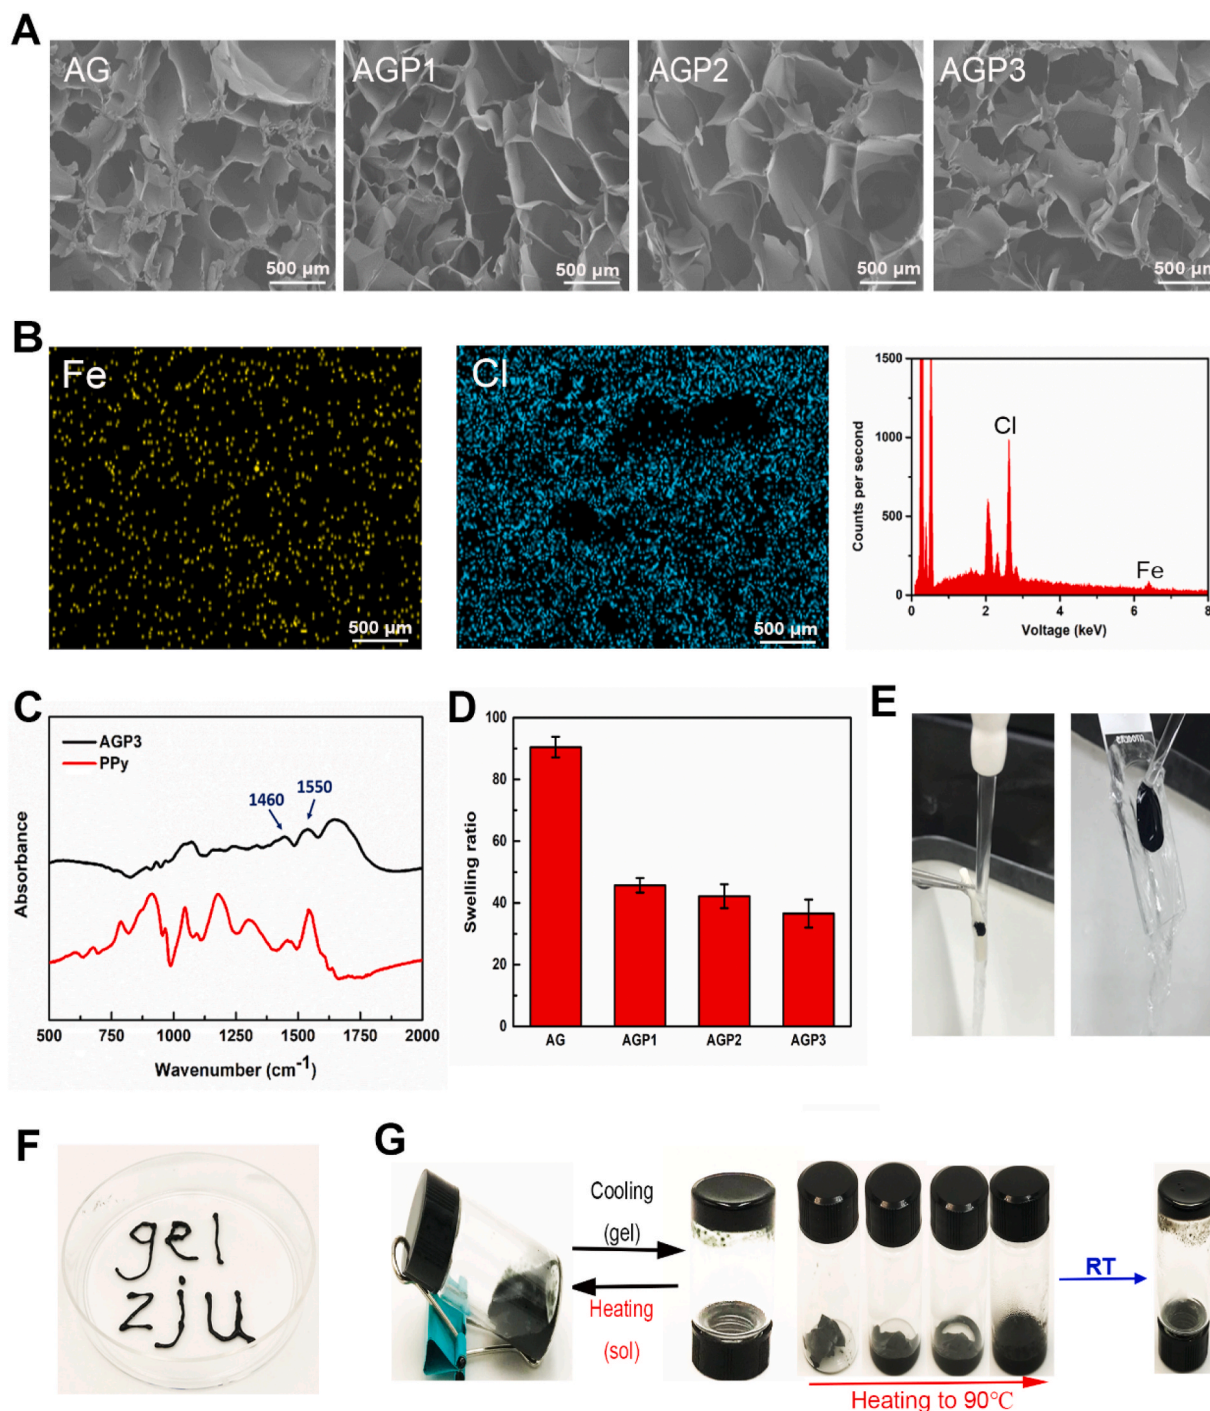 A
AG
500 µm
AGP1
500 µm
AGP2
500 µm
AGP3
500 µm
B
Fe
500 µm
Cl
500 µm
Counts per second
1500
1000
500
0
Cl
Fe
0 2 4 6 8
Voltage (keV)
C
AGP3
PPy
1460
1550
Absorbance
500 750 1000 1250 1500 1750 2000
Wavenumber (cm-1)
D
Swelling ratio
100
80
60
40
20
0
AG AGP1 AGP2 AGP3
E
F
gel
zju
G
Cooling
(gel)
Heating
(sol)
Heating to 90℃
RT